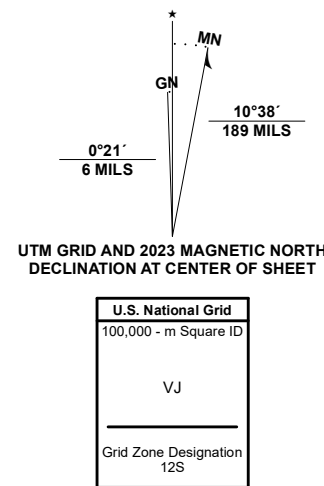 ★
MN
GN
10°38´
189 MILS
0°21´
6 MILS
UTM GRID AND 2023 MAGNETIC NORTH
DECLINATION AT CENTER OF SHEET
U.S. National Grid
100,000 - m Square ID
VJ
Grid Zone Designation
12S